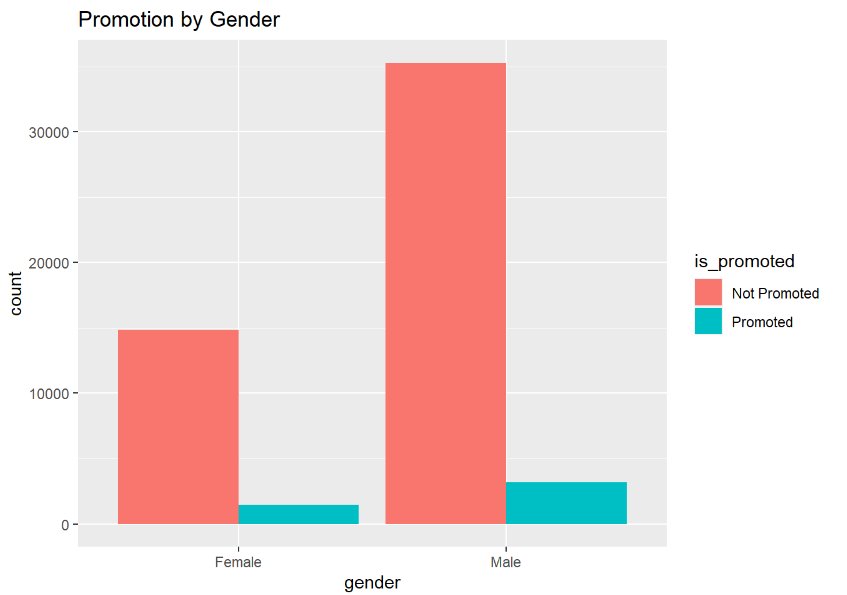 Promotion by Gender
count
30000
20000
10000
0
Female
Male
gender
is_promoted
Not Promoted
Promoted